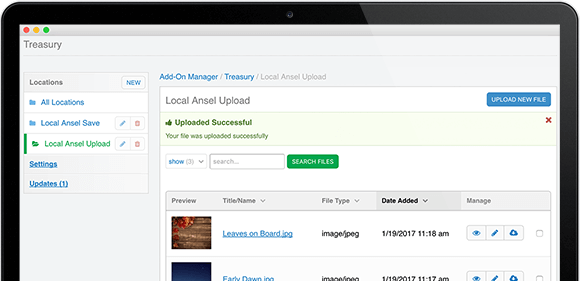 Treasury
Locations
NEW
All Locations
Local Ansel Save
Local Ansel Upload
Settings
Updates (1)
Add-On Manager / Treasury / Local Ansel Upload
Local Ansel Upload
UPLOAD NEW FILE
Uploaded Successful
Your file was uploaded successfully
show (3)
search...
SEARCH FILES
Preview Title/Name File Type Date Added Manage
Leaves on Board.jpg image/jpeg 1/19/2017 11:18 am
Early Dawn.jpg image/jpeg 1/19/2017 11:17 am